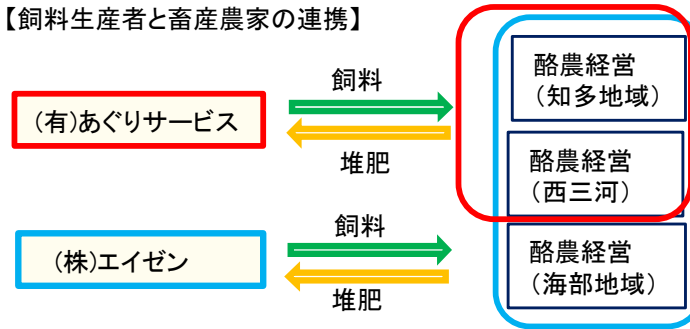 【飼料生産者と畜産農家の連携】
(有)あぐりサービス
飼料
堆肥
酪農経営
(知多地域)
酪農経営
(西三河)
(株)エイゼン
飼料
堆肥
酪農経営
(海部地域)